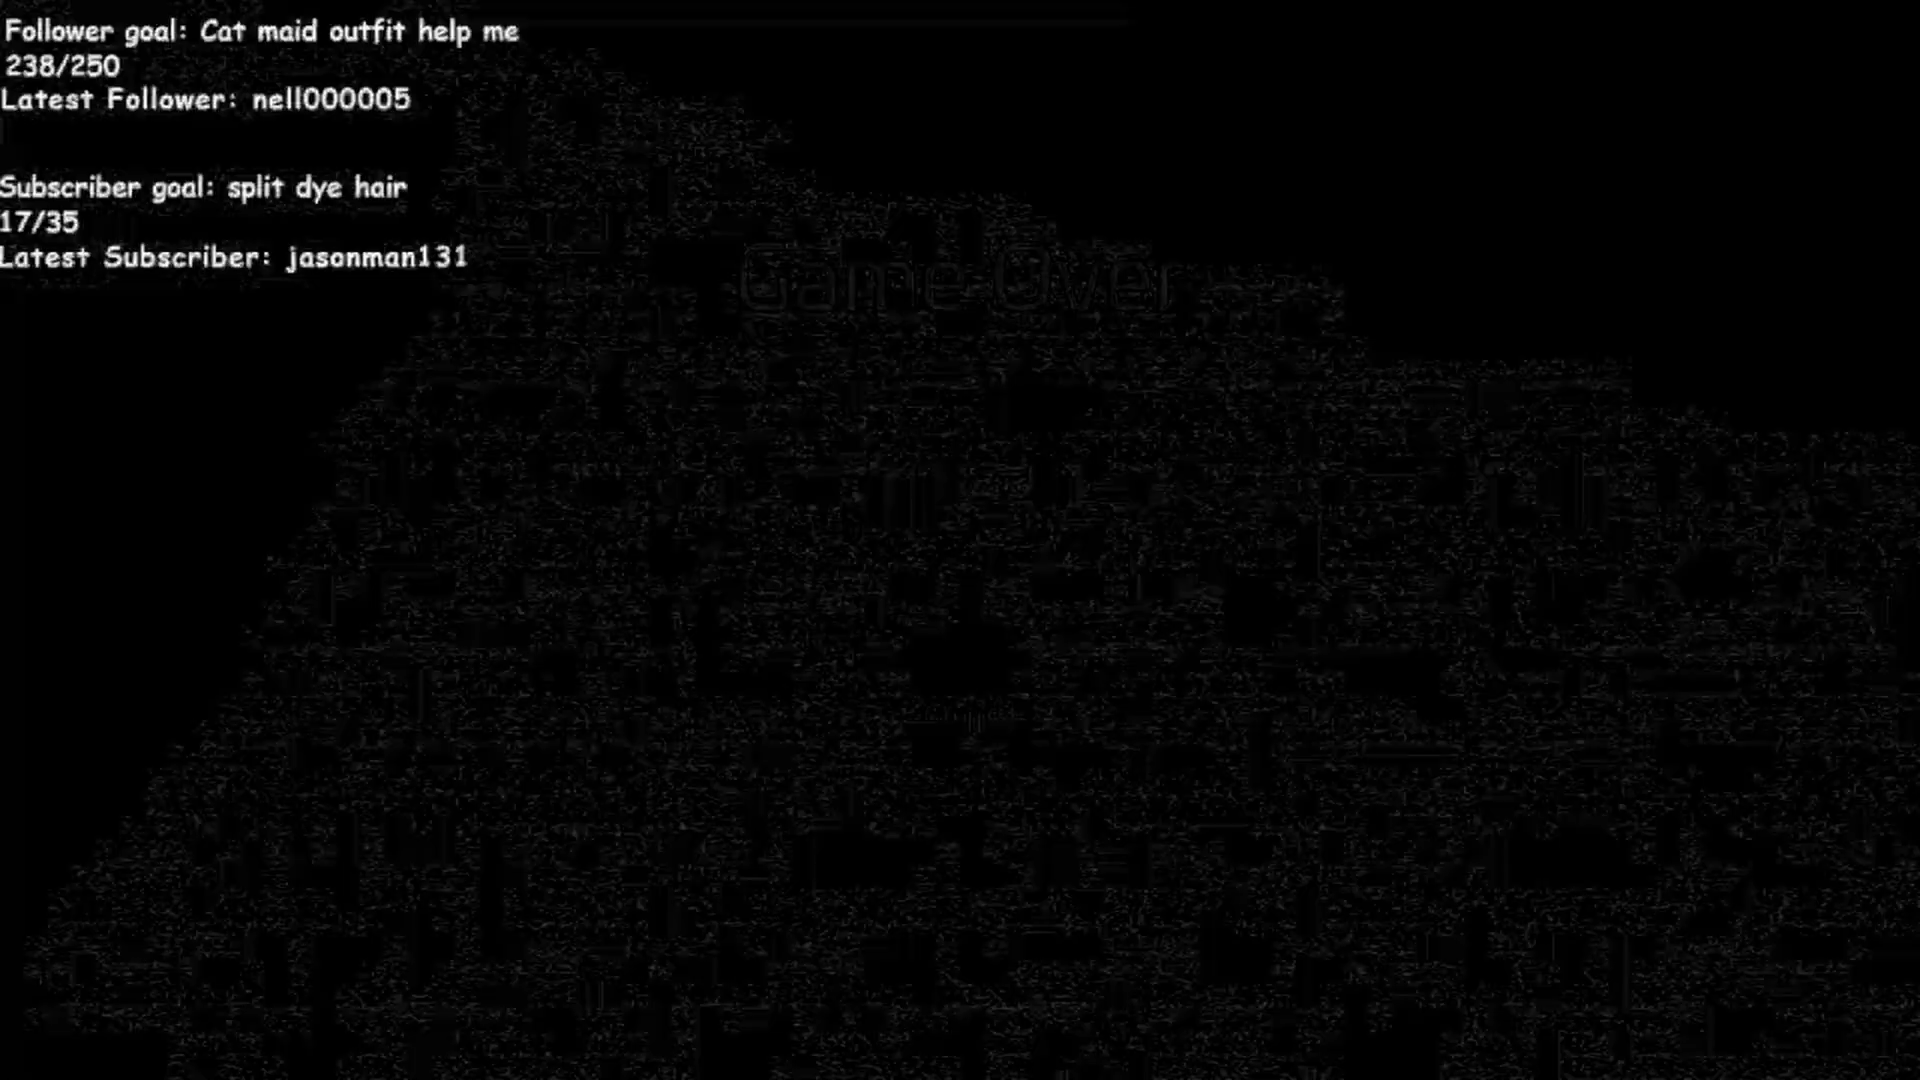 Follower goal: Cat maid outfit help me
238/250
Latest Follower: nell000005
Subscriber goal: split dye hair
17/35
Latest Subscriber: jasonman131
Game Over